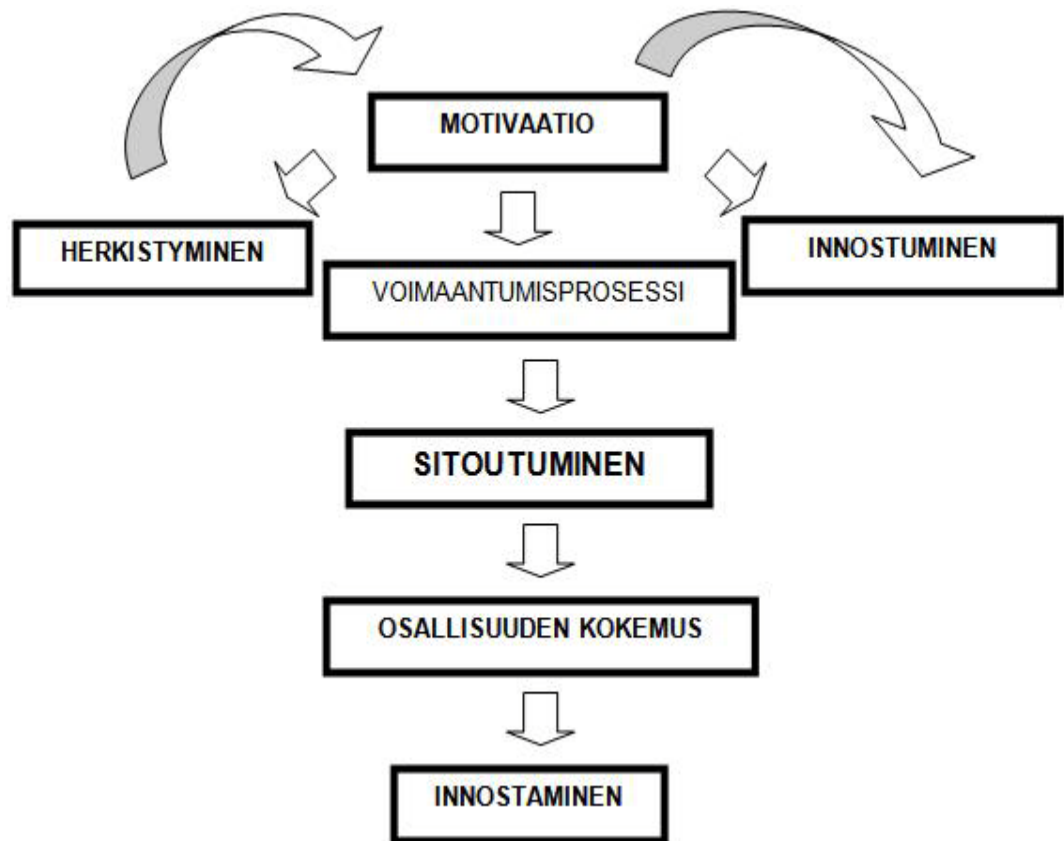 MOTIVAATIO
HERKISTYMINEN
INNOSTUMINEN
VOIMAANTUMISPROSESSI
SITOUTUMINEN
OSALLISUUDEN KOKEMUS
INNOSTAMINEN